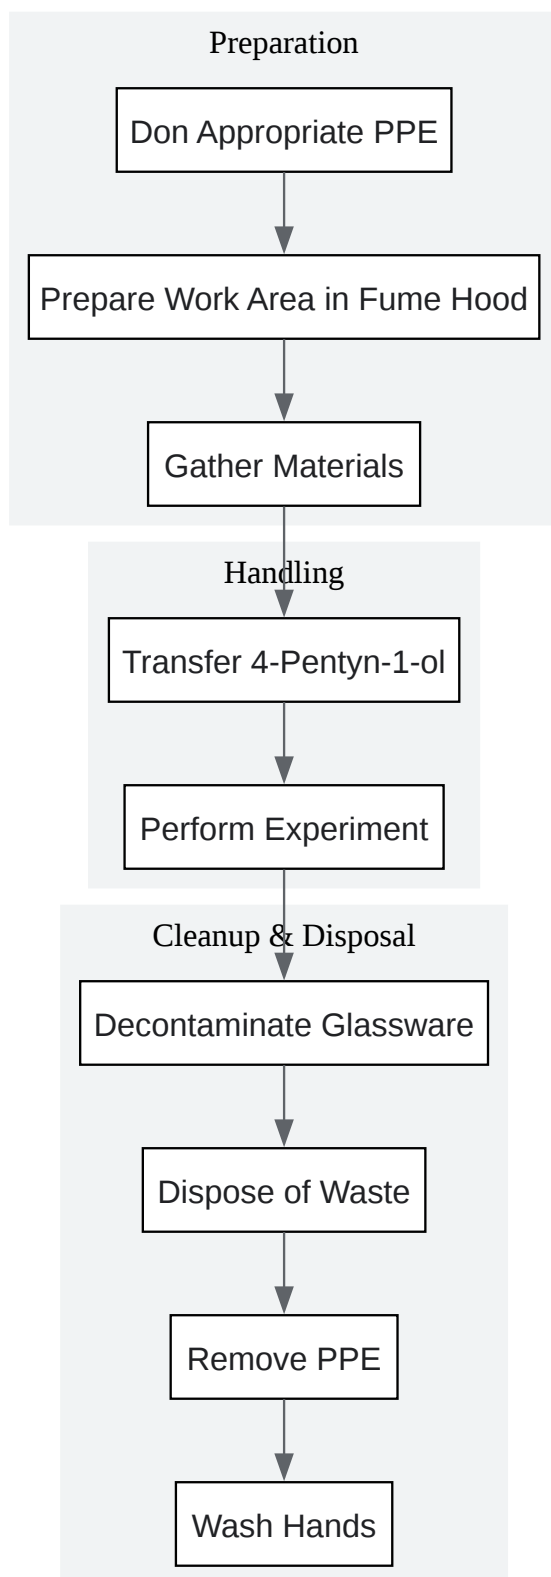 Preparation
Don Appropriate PPE
Prepare Work Area in Fume Hood
Gather Materials
Handling
Transfer 4-Pentyn-1-ol
Perform Experiment
Cleanup & Disposal
Decontaminate Glassware
Dispose of Waste
Remove PPE
Wash Hands